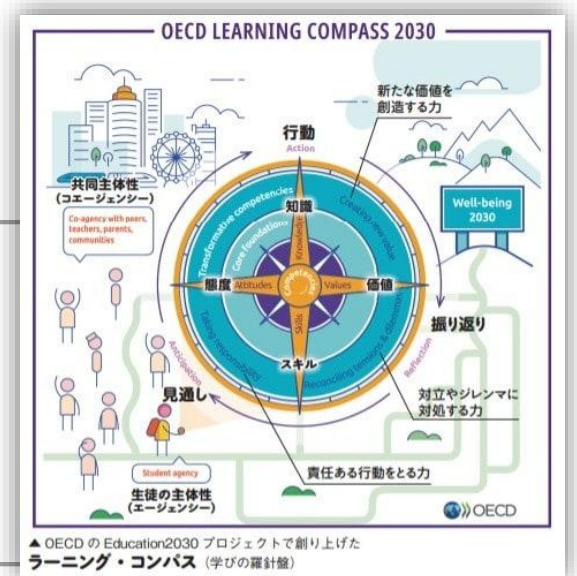 OECD LEARNING COMPASS 2030
新たな価値を
創造する力
行動
Action
共同主体性
(コエージェンシー)
Co-agency with peers,
teachers, parents,
communities
Well-being
2030
Transformative competencies
Creating new value
Core foundations
知識
Knowledge
態度
Attitudes
Competencies
Values
価値
Skills
スキル
Taking responsibility
Reconciling tensions & dilemmas
振り返り
Reflection
Anticipation
見通し
対立やジレンマに
対処する力
Student agency
責任ある行動をとる力
生徒の主体性
(エージェンシー)
OECD
▲ OECD の Education2030 プロジェクトで創り上げた
ラーニング・コンパス (学びの羅針盤)